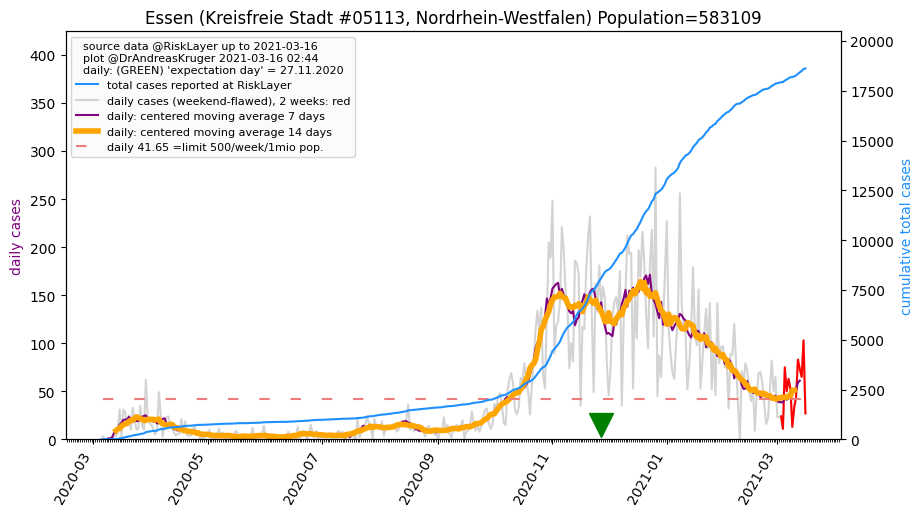 Essen (Kreisfreie Stadt #05113, Nordrhein-Westfalen) Population=583109
source data @RiskLayer up to 2021-03-16
plot @DrAndreasKruger 2021-03-16 02:44
daily: (GREEN) 'expectation day' = 27.11.2020
total cases reported at RiskLayer
daily cases (weekend-flawed), 2 weeks: red
daily: centered moving average 7 days
daily: centered moving average 14 days
daily 41.65 =limit 500/week/1mio pop.
daily cases
400
350
300
250
200
150
100
50
0
cumulative total cases
20000
17500
15000
12500
10000
7500
5000
2500
0
2020-03
2020-05
2020-07
2020-09
2020-11
2021-01
2021-03